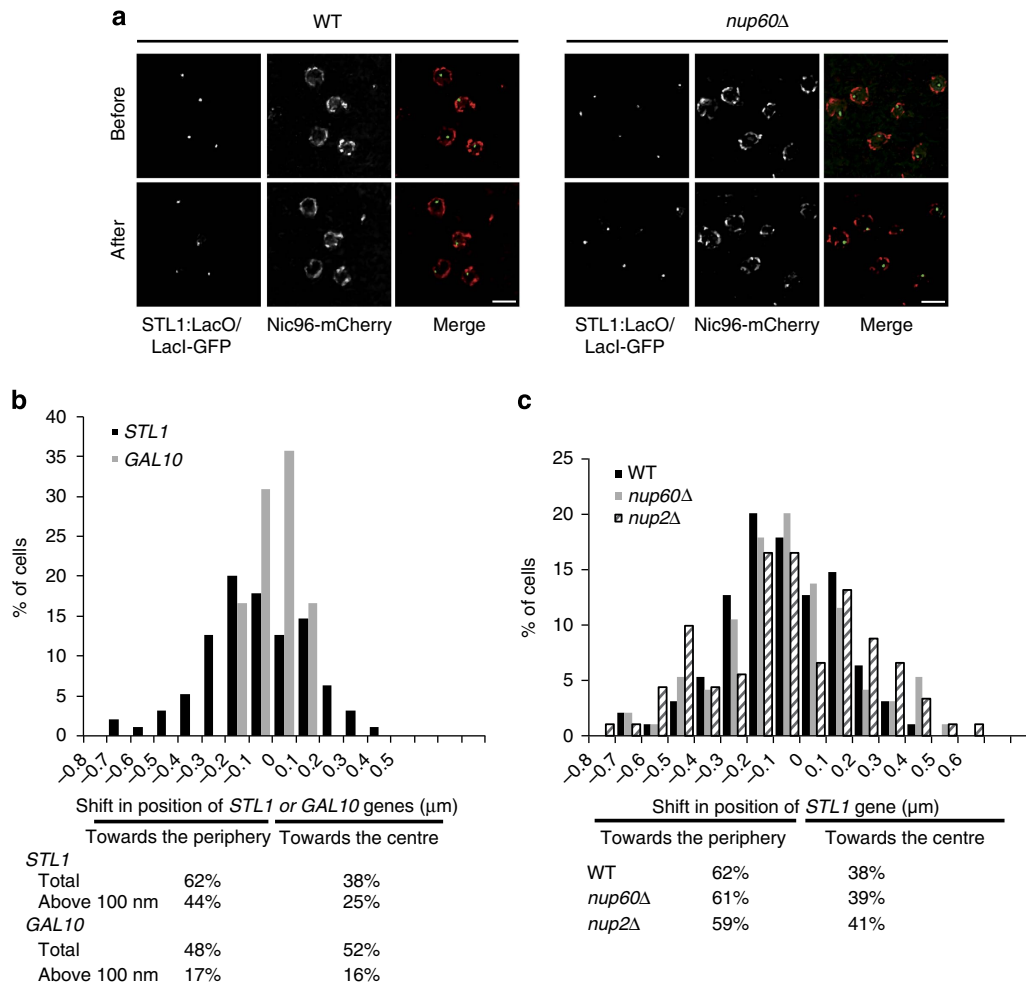 a
WT
nup60Δ
Before
After
STL1:LacO/
LacI-GFP
Nic96-mCherry
Merge
STL1:LacO/
LacI-GFP
Nic96-mCherry
Merge
b
40
35
30
25
20
15
10
5
0
% of cells
STL1
GAL10
–0.8
–0.7
–0.6
–0.5
–0.4
–0.3
–0.2
–0.1
0
0.1
0.2
0.3
0.4
0.5
Shift in position of STL1 or GAL10 genes (μm)
Towards the periphery Towards the centre
STL1
Total 62% 38%
Above 100 nm 44% 25%
GAL10
Total 48% 52%
Above 100 nm 17% 16%
c
25
20
15
10
5
0
% of cells
WT
nup60Δ
nup2Δ
–0.8
–0.7
–0.6
–0.5
–0.4
–0.3
–0.2
–0.1
0
0.1
0.2
0.3
0.4
0.5
0.6
Shift in position of STL1 gene (μm)
Towards the periphery Towards the centre
WT 62% 38%
nup60Δ 61% 39%
nup2Δ 59% 41%